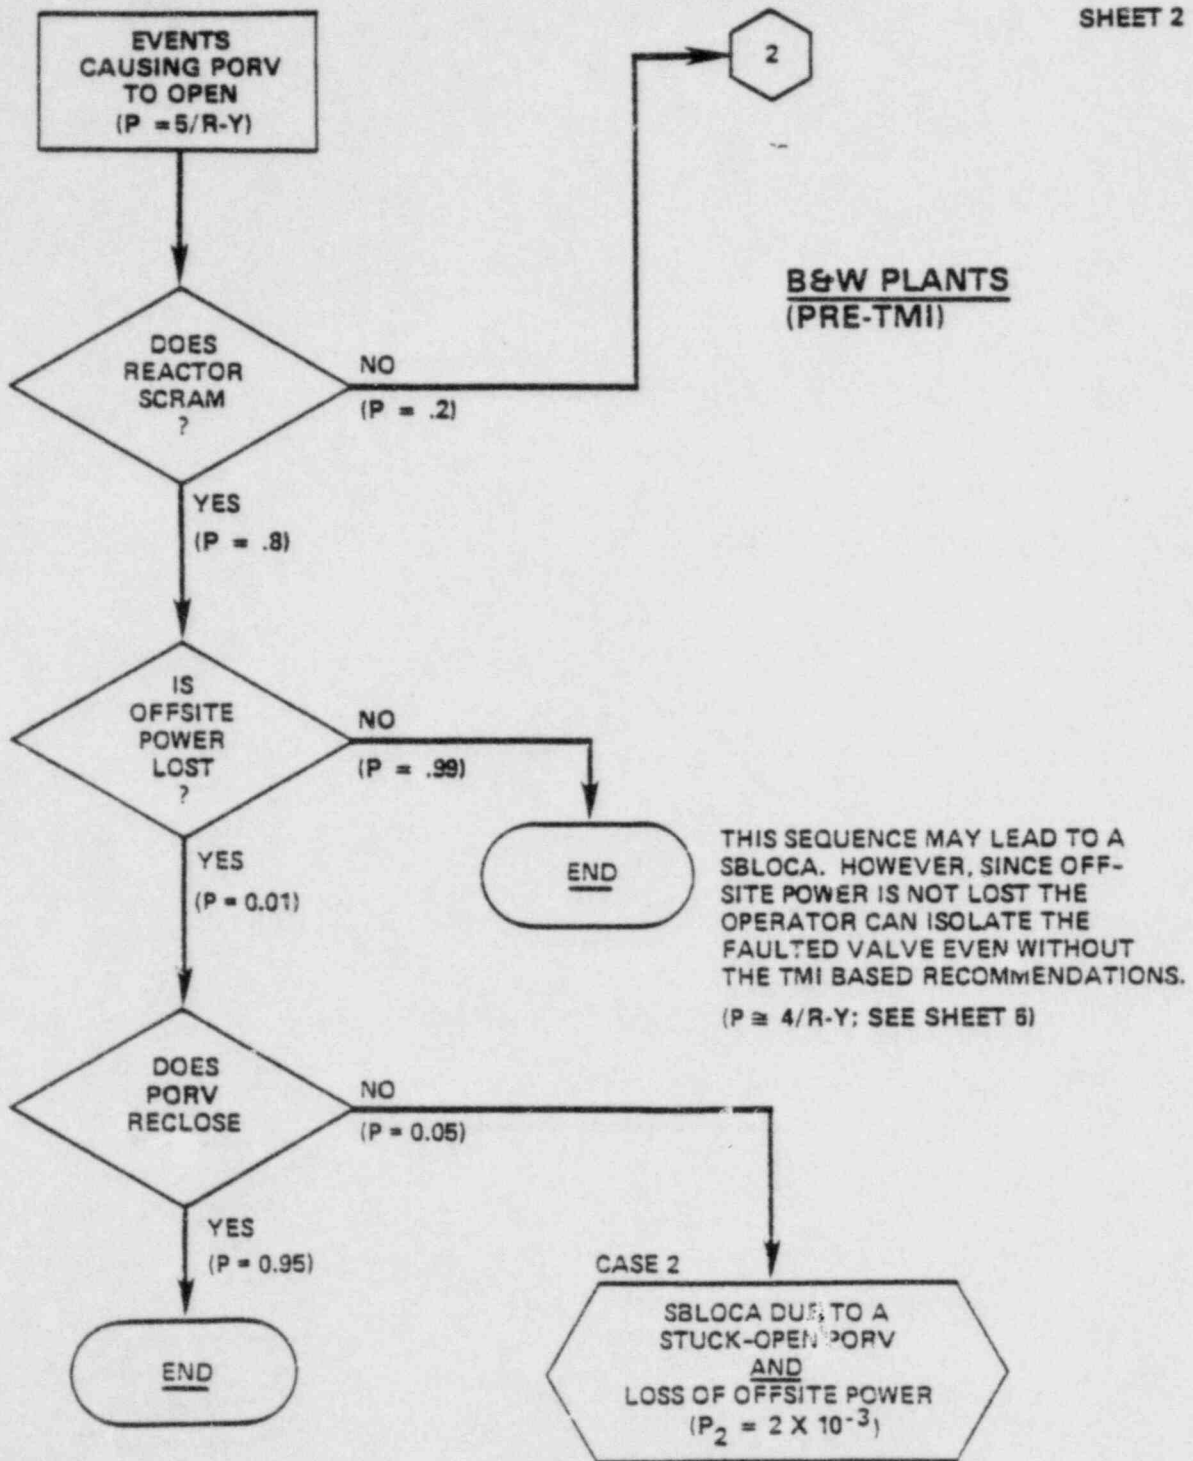 SHEET 2
EVENTS
CAUSING PORV
TO OPEN
(P = 5/R-Y)
2
B&W PLANTS
(PRE-TMI)
DOES
REACTOR
SCRAM
?
NO
(P = .2)
YES
(P = .8)
IS
OFFSITE
POWER
LOST
?
NO
(P = .99)
YES
(P = 0.01)
END
THIS SEQUENCE MAY LEAD TO A
SBLOCA. HOWEVER, SINCE OFF-
SITE POWER IS NOT LOST THE
OPERATOR CAN ISOLATE THE
FAULTED VALVE EVEN WITHOUT
THE TMI BASED RECOMMENDATIONS.
(P ≅ 4/R-Y; SEE SHEET 6)
DOES
PORV
RECLOSE
NO
(P = 0.05)
YES
(P = 0.95)
END
CASE 2
SBLOCA DUE TO A
STUCK-OPEN PORV
AND
LOSS OF OFFSITE POWER
(P₂ = 2 X 10⁻³)